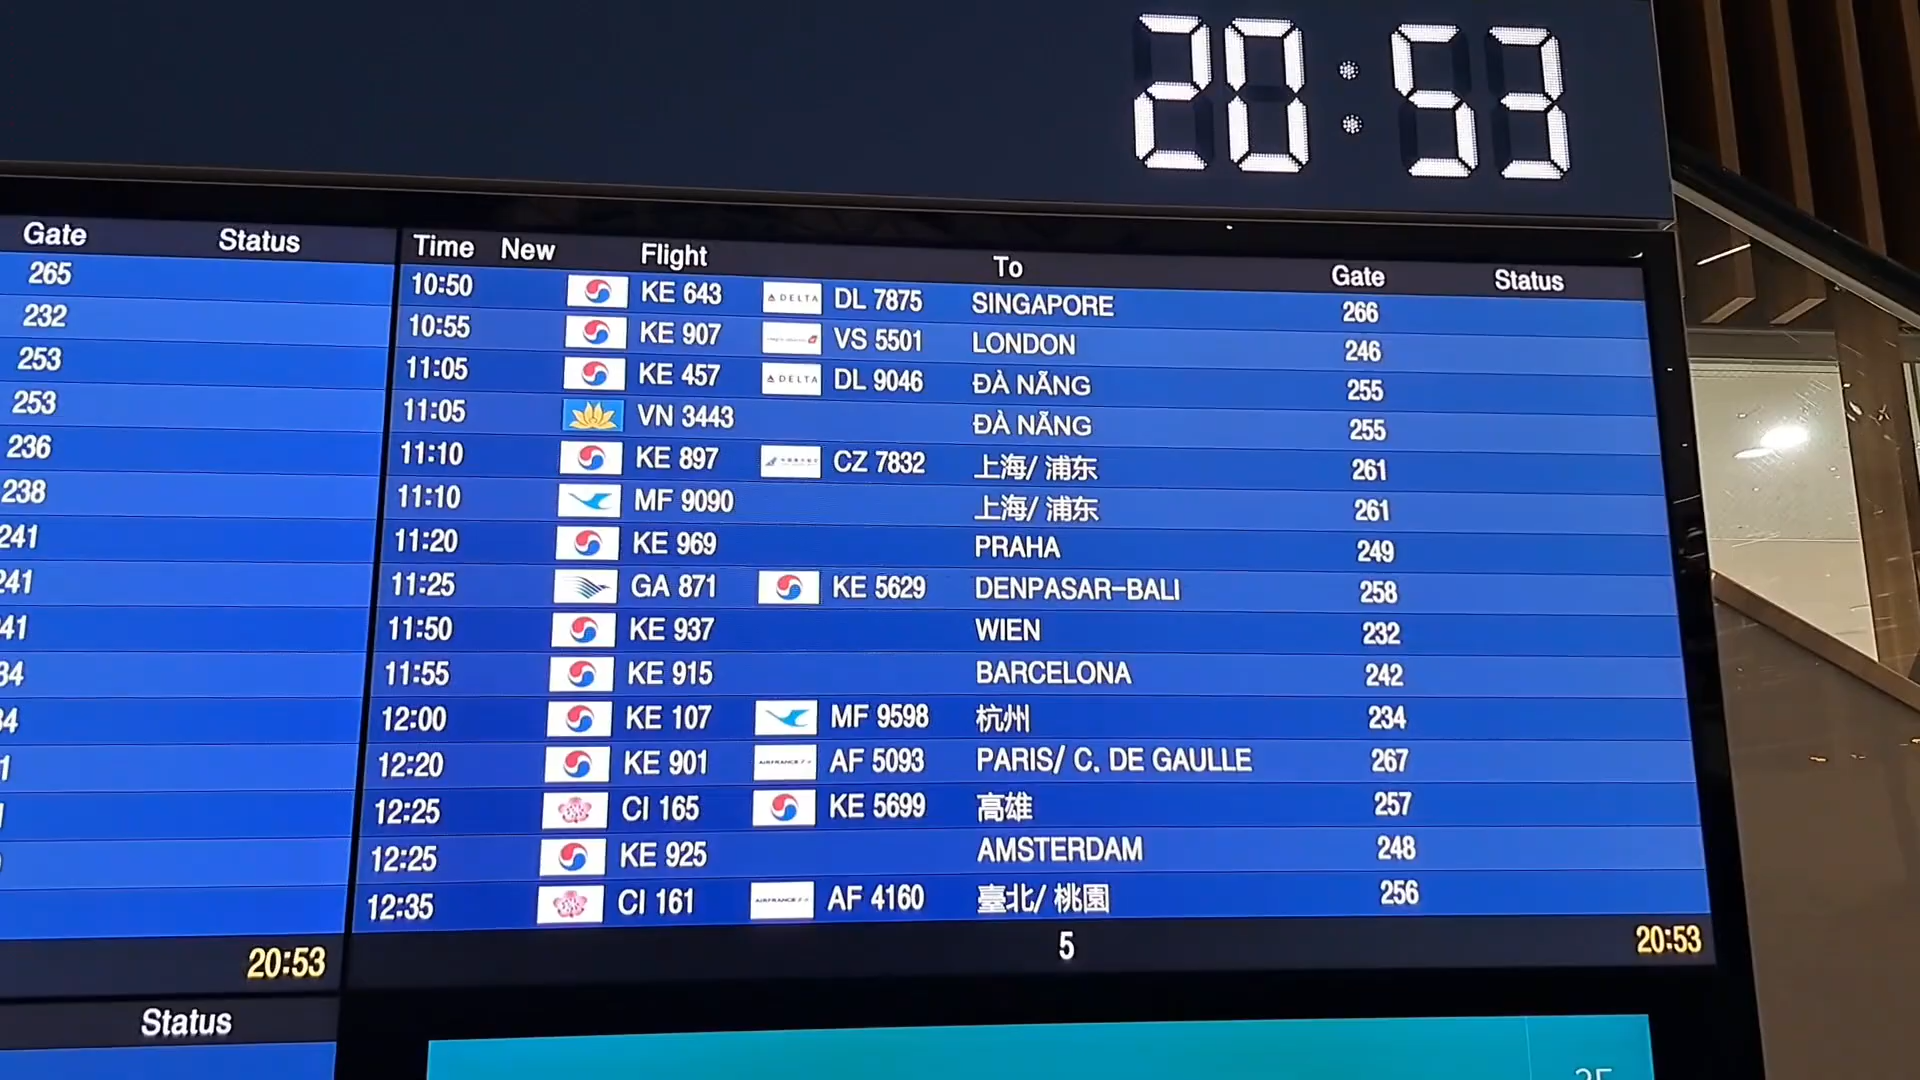 20:53
Gate Status
265
232
253
253
236
238
241
241
20:53
Status
Time New Flight To Gate Status
10:50 KE 643 DELTA DL 7875 SINGAPORE 266
10:55 KE 907 VS 5501 LONDON 246
11:05 KE 457 DELTA DL 9046 ĐÀ NẴNG 255
11:05 VN 3443 ĐÀ NẴNG 255
11:10 KE 897 CZ 7832 上海/ 浦东 261
11:10 MF 9090 上海/ 浦东 261
11:20 KE 969 PRAHA 249
11:25 GA 871 KE 5629 DENPASAR-BALI 258
11:50 KE 937 WIEN 232
11:55 KE 915 BARCELONA 242
12:00 KE 107 MF 9598 杭州 234
12:20 KE 901 AIRFRANCE AF 5093 PARIS/ C. DE GAULLE 267
12:25 CI 165 KE 5699 高雄 257
12:25 KE 925 AMSTERDAM 248
12:35 CI 161 AIRFRANCE AF 4160 臺北/ 桃園 256
5 20:53